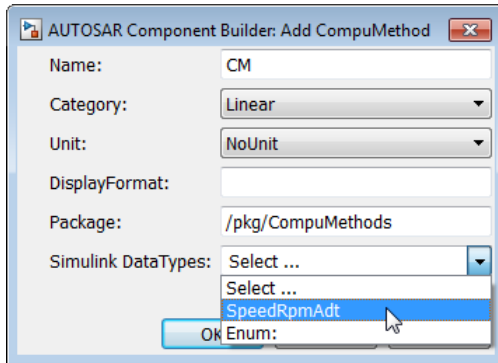 AUTOSAR Component Builder: Add CompuMethod
Name: CM
Category: Linear
Unit: NoUnit
DisplayFormat:
Package: /pkg/CompuMethods
Simulink DataTypes: Select ...
Select ...
SpeedRpmAdt
OK Enum: